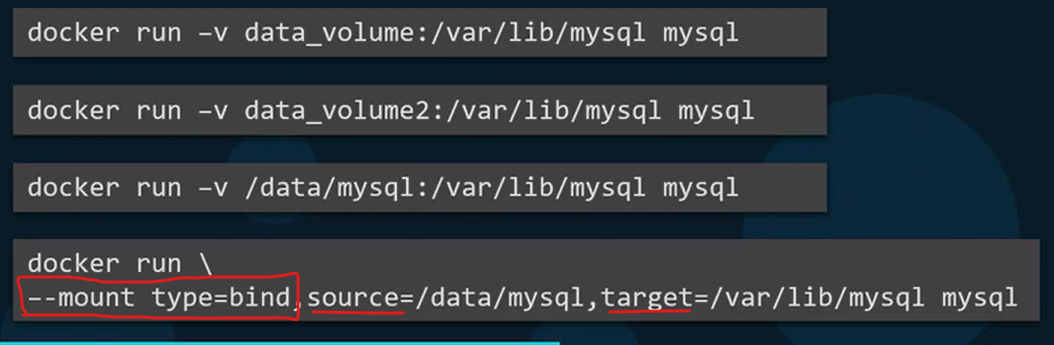 docker run –v data_volume:/var/lib/mysql mysql
docker run –v data_volume2:/var/lib/mysql mysql
docker run –v /data/mysql:/var/lib/mysql mysql
docker run \
--mount type=bind,source=/data/mysql,target=/var/lib/mysql mysql